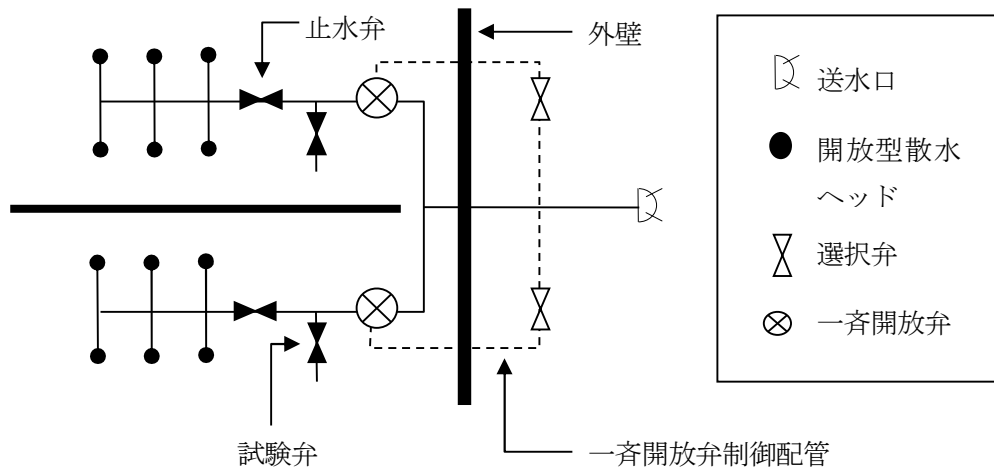 止水弁
外壁
送水口
開放型散水
ヘッド
選択弁
一斉開放弁
試験弁
一斉開放弁制御配管